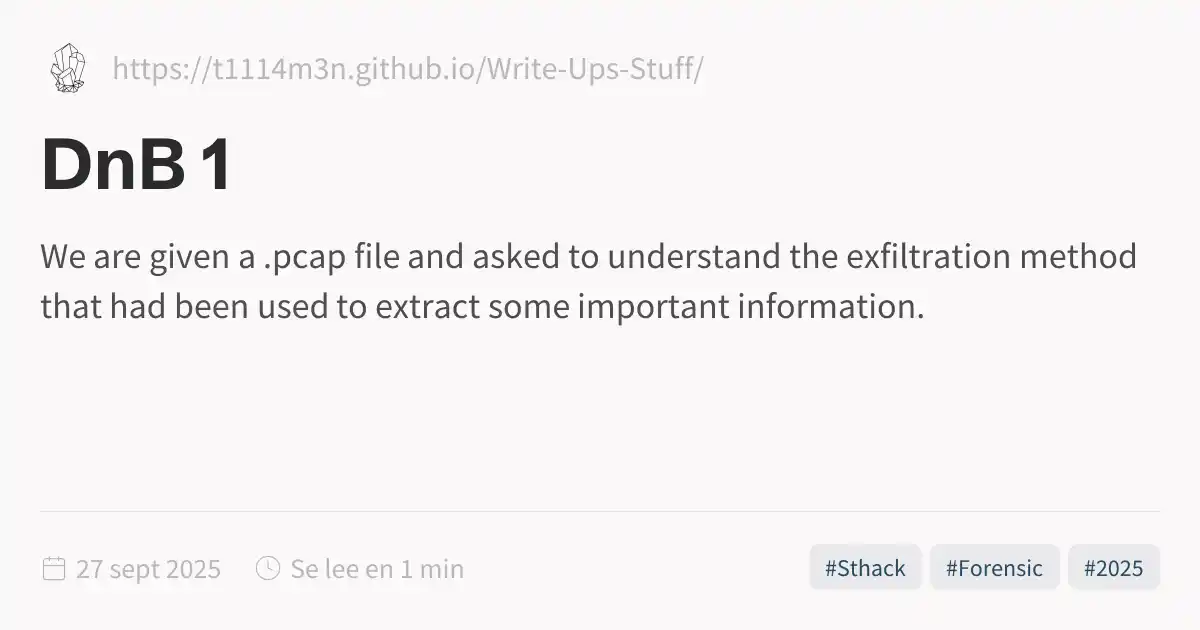 https://t1114m3n.github.io/Write-Ups-Stuff/
DnB 1
We are given a .pcap file and asked to understand the exfiltration method
that had been used to extract some important information.
27 sept 2025 Se lee en 1 min #Sthack #Forensic #2025